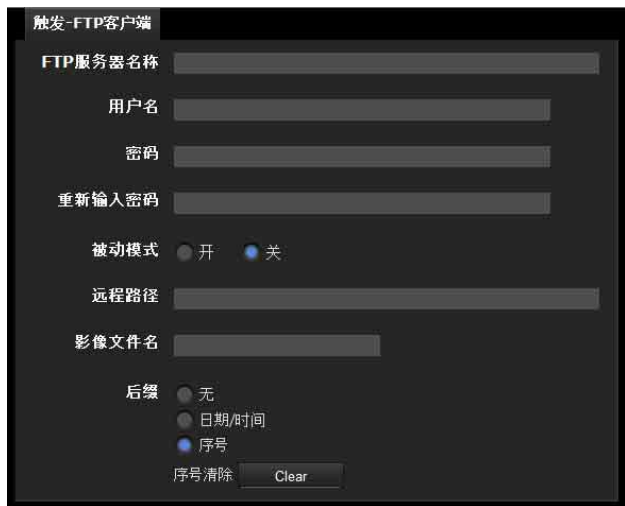 触发-FTP客户端
FTP服务器名称
用户名
密码
重新输入密码
被动模式 开 关
远程路径
影像文件名
后缀 无
日期/时间
序号
序号清除 Clear